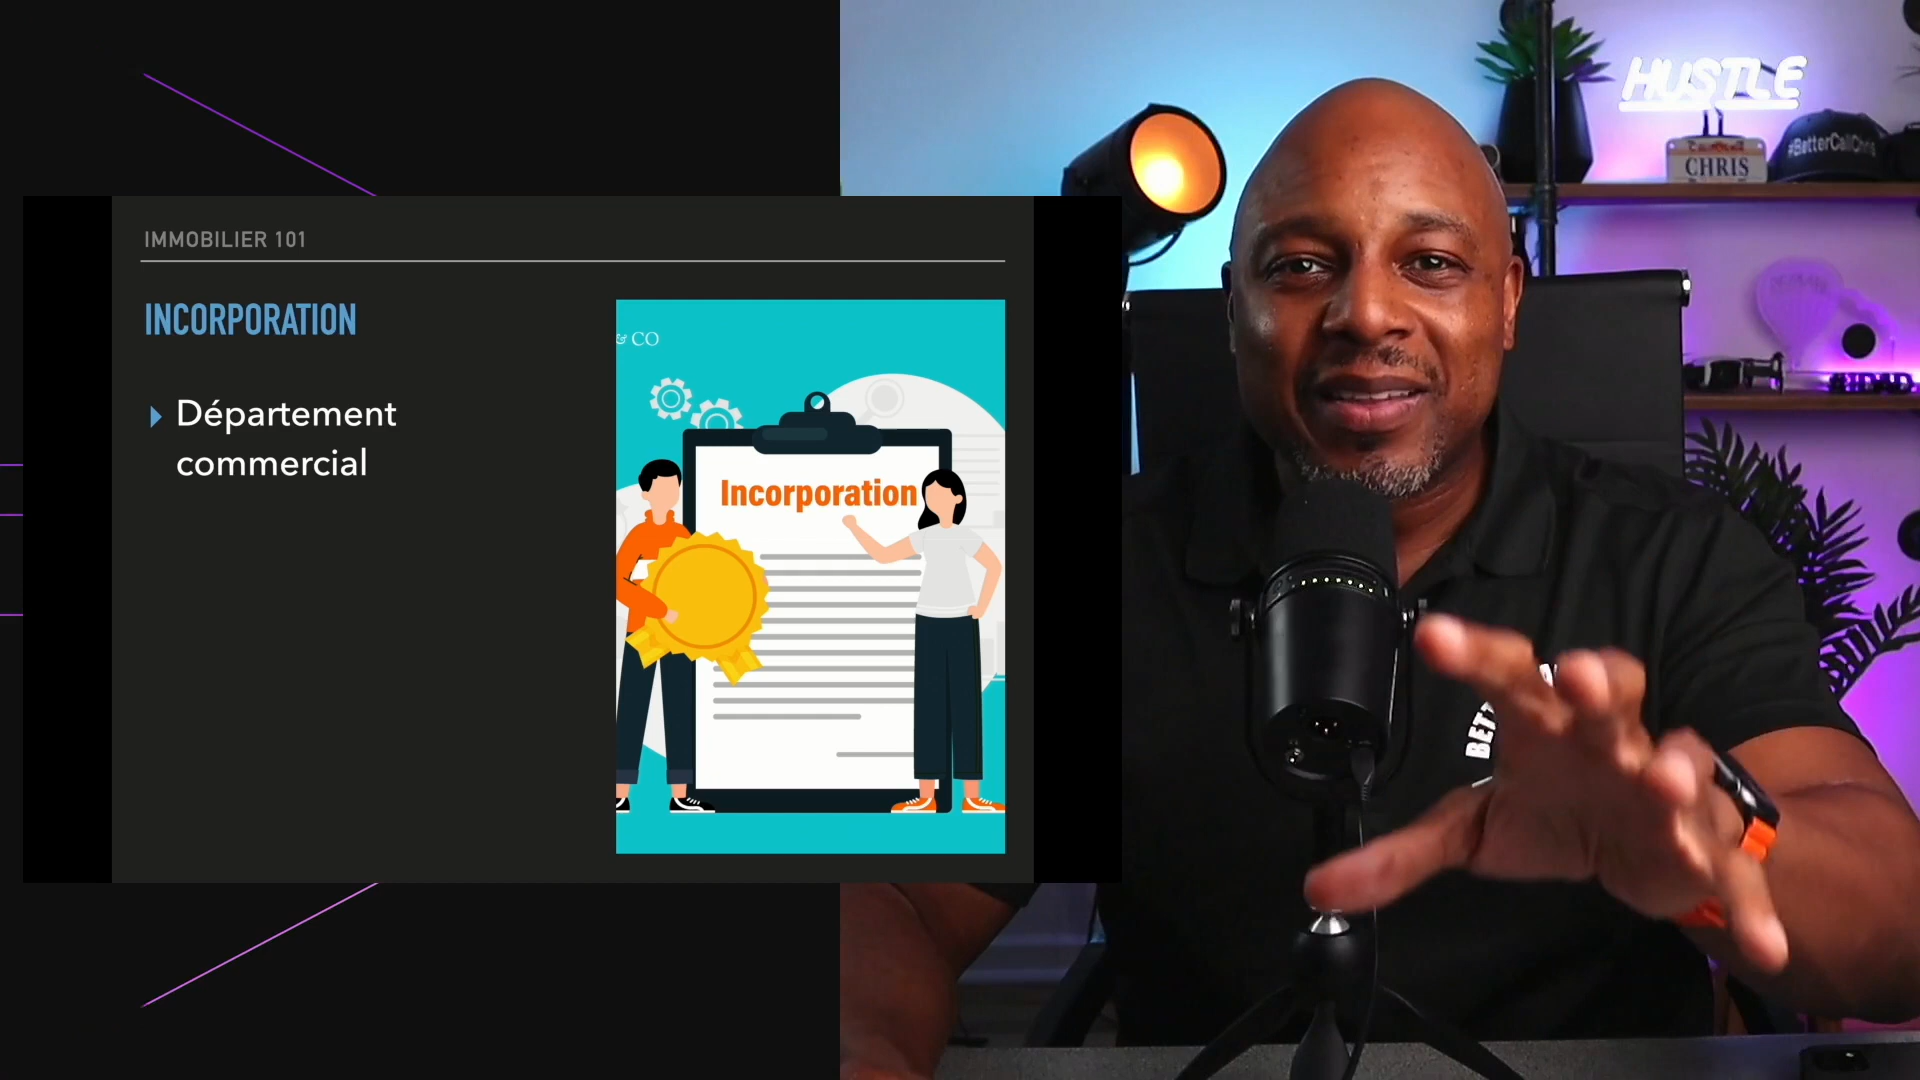 IMMOBILIER 101
INCORPORATION
Département
commercial
& CO
Incorporation
HUSTLE
CHRIS
#BetterCallChris